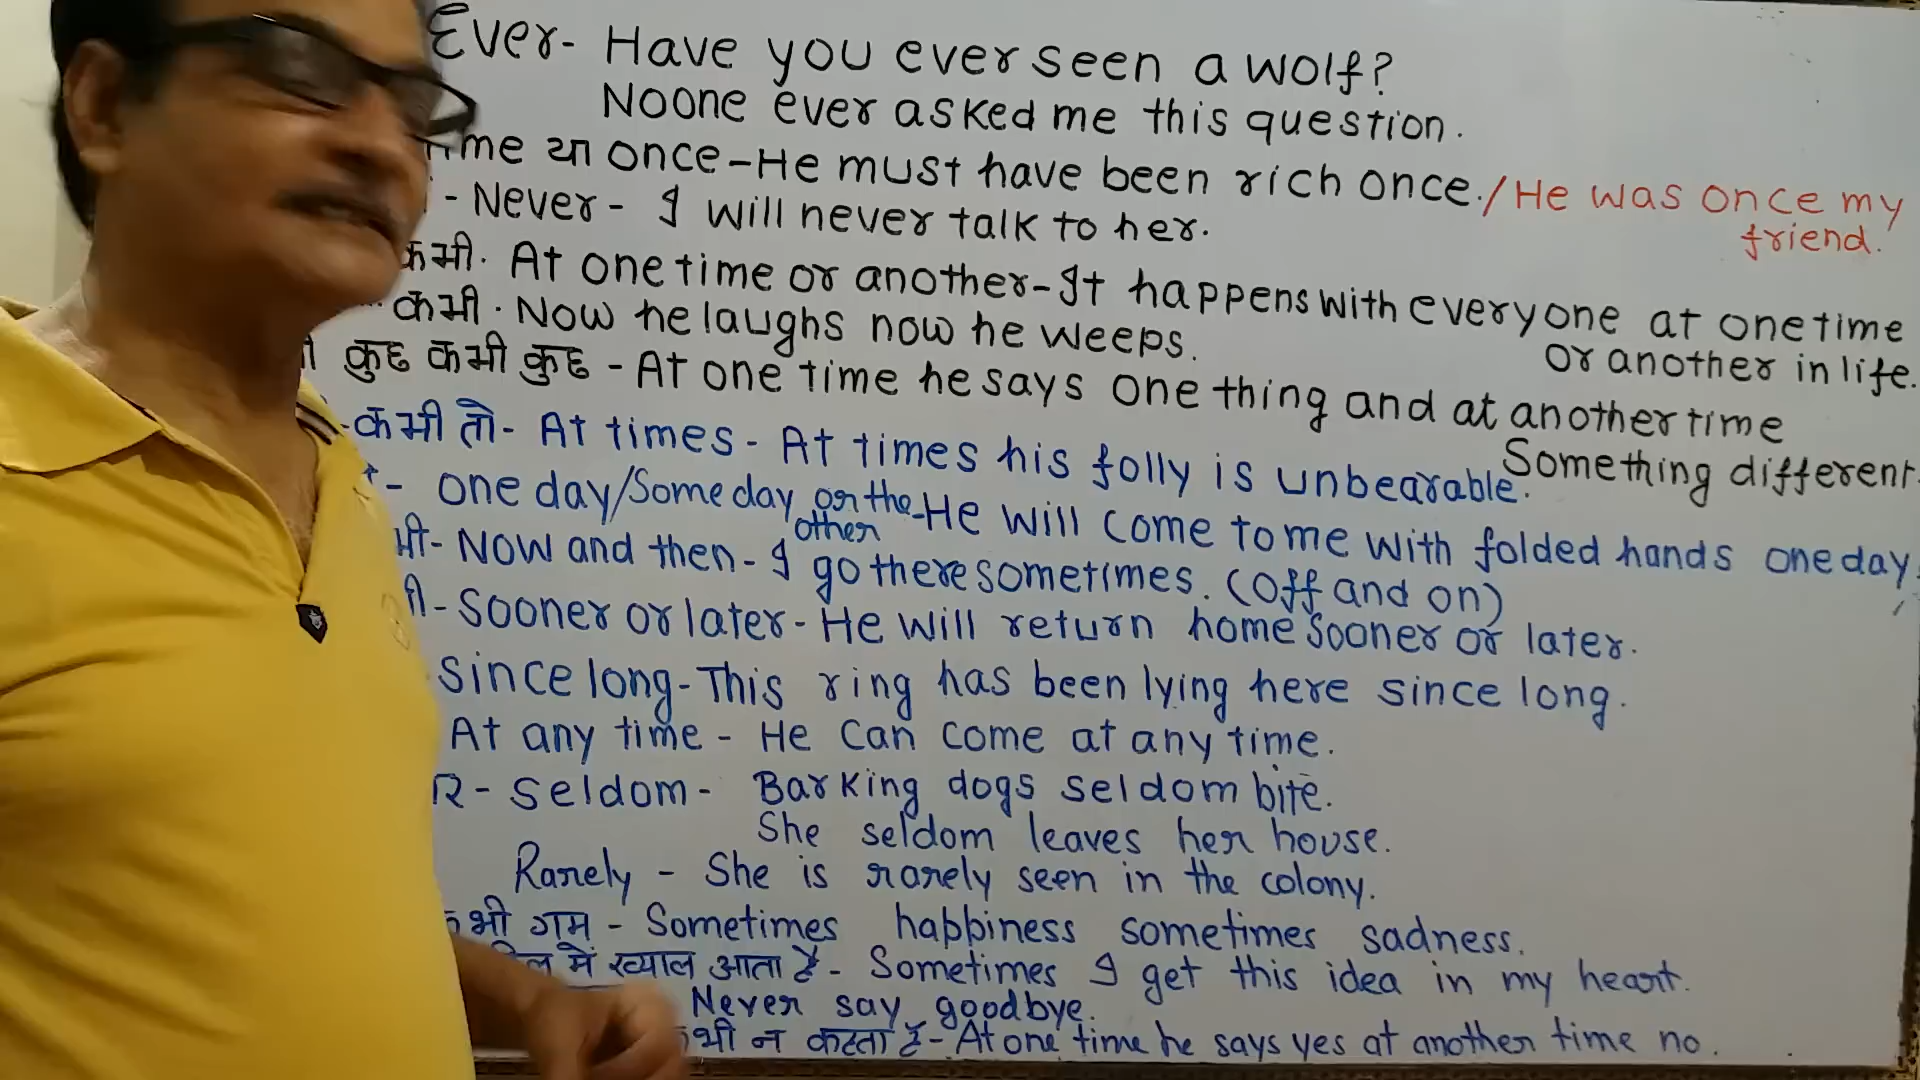 Ever- Have you ever seen a wolf?
Noone ever asked me this question.
या once-He must have been rich once./He was once my
friend.
- Never- I will never talk to her.
कभी. At one time or another-It happens with everyone at one time
or another in life.
कभी. Now he laughs now he weeps.
कुछ कभी कुछ - At one time he says one thing and at another time
Something different.
कभी तो- At times- At times his folly is unbearable.
- one day/Some day or the other-He will come to me with folded hands one day
- Now and then- I go there sometimes. (off and on)
- Sooner or later- He will return home sooner or later.
Since long- This ring has been lying here since long.
At any time - He can come at any time.
- Seldom- Barking dogs seldom bite.
She seldom leaves her house.
Rarely - She is rarely seen in the colony.
गम - Sometimes happiness sometimes sadness.
में ख्याल आता है- Sometimes I get this idea in my heart.
Never say goodbye.
न कहता है- At one time he says yes at another time no.